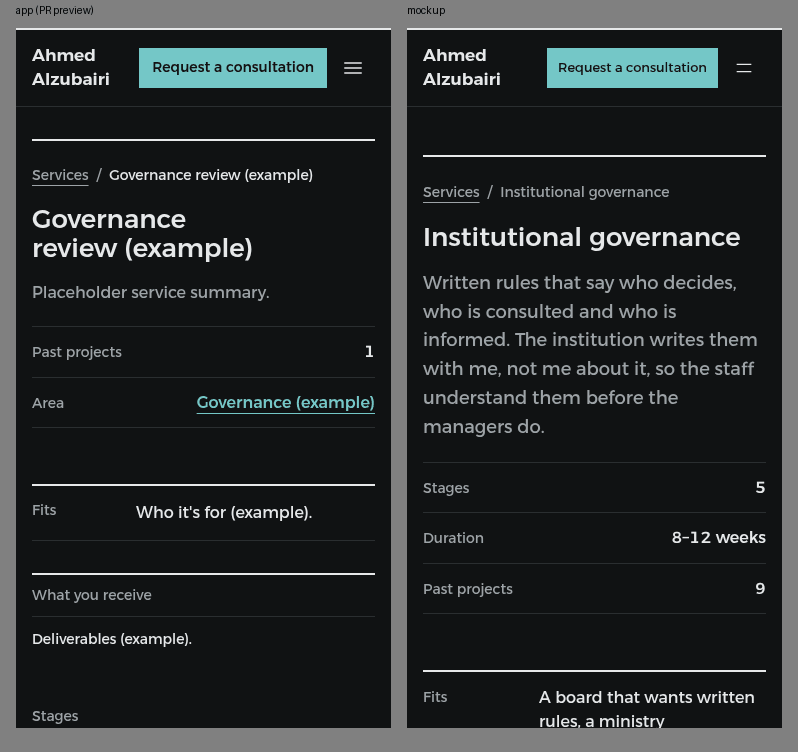 app (PR preview)
Ahmed
Alzubairi
Request a consultation
Services / Governance review (example)
Governance
review (example)
Placeholder service summary.
Past projects 1
Area Governance (example)
Fits Who it's for (example).
What you receive
Deliverables (example).
Stages
mockup
Ahmed
Alzubairi
Request a consultation
Services / Institutional governance
Institutional governance
Written rules that say who decides,
who is consulted and who is
informed. The institution writes them
with me, not me about it, so the staff
understand them before the
managers do.
Stages 5
Duration 8–12 weeks
Past projects 9
Fits A board that wants written
rules, a ministry